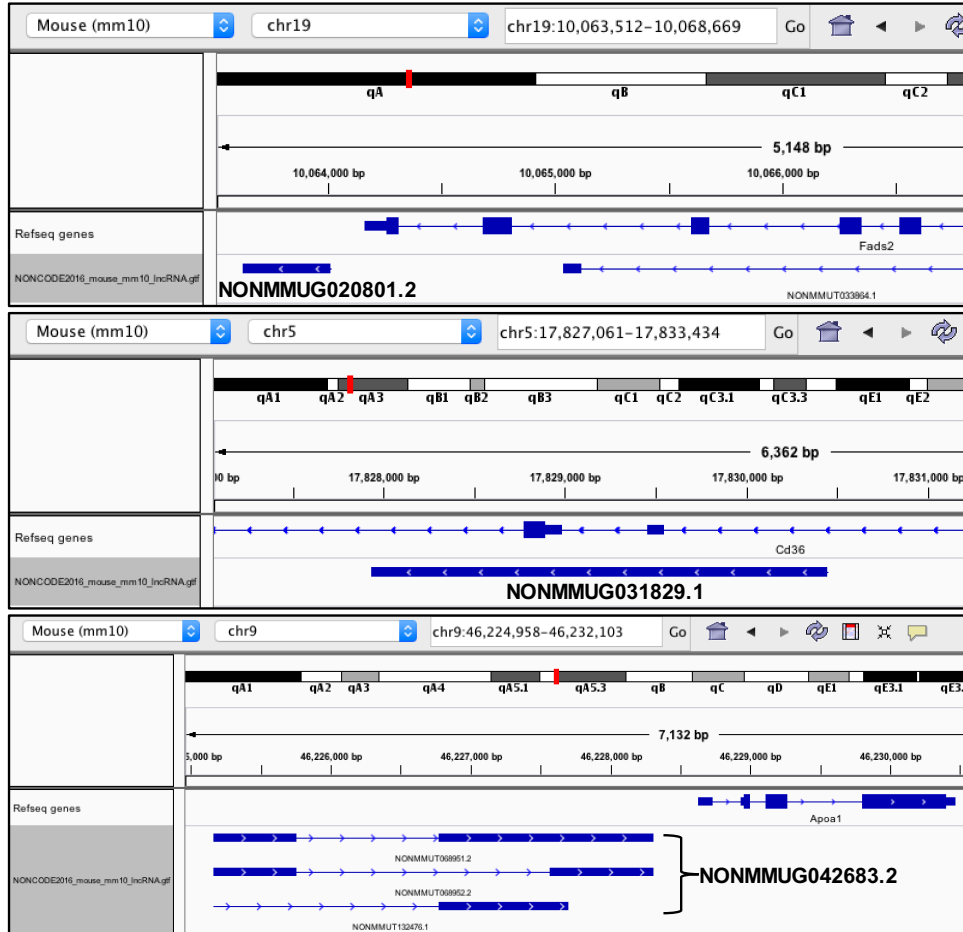 Mouse (mm10) chr19 chr19:10,063,512-10,068,669 Go
qA qB qC1 qC2
5,148 bp
10,064,000 bp 10,065,000 bp 10,066,000 bp
Refseq genes
Fads2
NONCODE2016_mouse_mm10_lncRNA.gtf
NONMMUG020801.2
NONMMUT033864.1
Mouse (mm10) chr5 chr5:17,827,061-17,833,434 Go
qA1 qA2 qA3 qB1 qB2 qB3 qC1 qC2 qC3.1 qC3.3 qE1 qE2
6,362 bp
00 bp 17,828,000 bp 17,829,000 bp 17,830,000 bp 17,831,000 bp
Refseq genes
Cd36
NONCODE2016_mouse_mm10_lncRNA.gtf
NONMMUG031829.1
Mouse (mm10) chr9 chr9:46,224,958-46,232,103 Go
qA1 qA2 qA3 qA4 qA5.1 qA5.3 qB qC qD qE1 qE3.1 qE3.
7,132 bp
5,000 bp 46,226,000 bp 46,227,000 bp 46,228,000 bp 46,229,000 bp 46,230,000 bp
Refseq genes
Apoa1
NONMMUT068951.2
NONCODE2016_mouse_mm10_lncRNA.gtf
NONMMUG042683.2
NONMMUT068952.2
NONMMUT132476.1